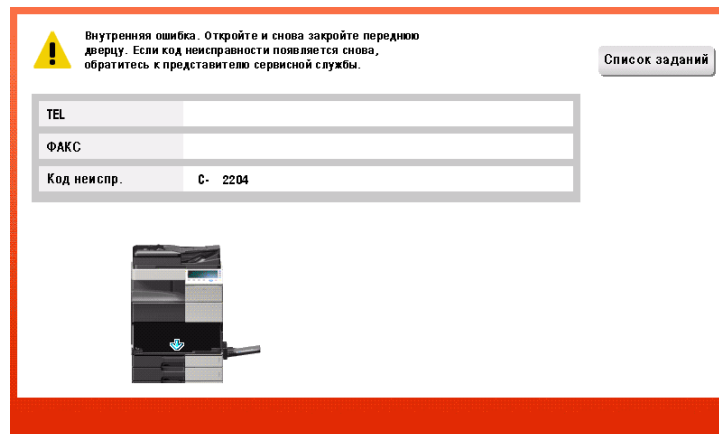 Внутренняя ошибка. Откройте и снова закройте переднюю
дверцу. Если код неисправности появляется снова,
обратитесь к представителю сервисной службы.
Список заданий
TEL
ФАКС
Код неиспр. C- 2204